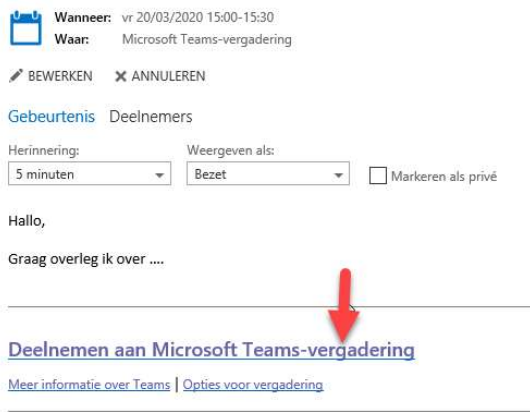 Wanneer: vr 20/03/2020 15:00-15:30
Waar: Microsoft Teams-vergadering
BEWERKEN ANNULEREN
Gebeurtenis Deelnemers
Herinnering: Weergeven als:
5 minuten Bezet Markeren als privé
Hallo,
Graag overleg ik over ....
Deelnemen aan Microsoft Teams-vergadering
Meer informatie over Teams | Opties voor vergadering